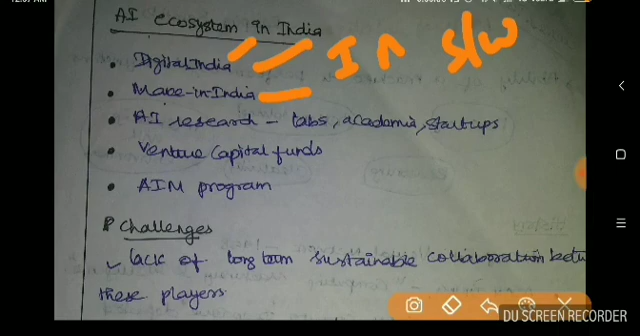 AI ecosystem in India
• Digital India
• Make-in-India
• AI research - labs, academia, startups
• Venture Capital funds
• AIM program
Challenges
lack of long term sustainable collaboration betw
these players
s/w
DU SCREEN RECORDER